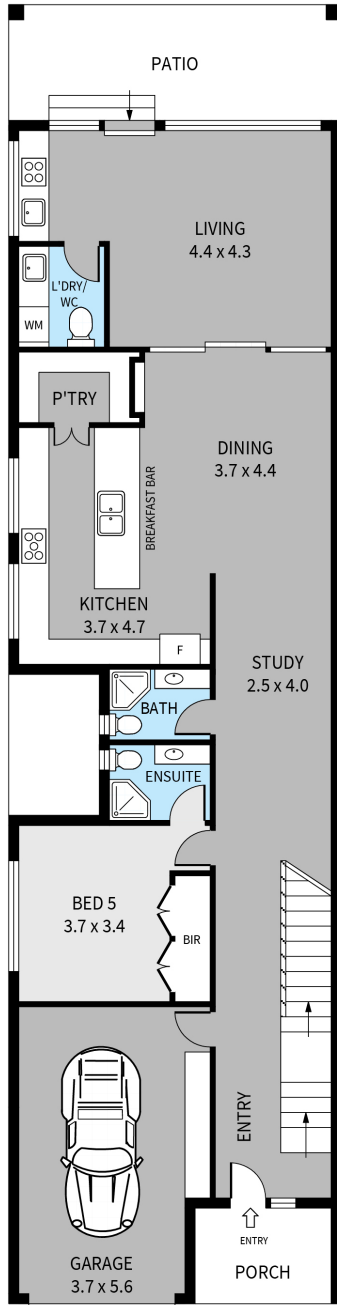 PATIO
LIVING
4.4 x 4.3
L'DRY/
WC
WM
P'TRY
DINING
3.7 x 4.4
BREAKFAST BAR
KITCHEN
3.7 x 4.7
F
STUDY
2.5 x 4.0
BATH
ENSUITE
BED 5
3.7 x 3.4
BIR
ENTRY
GARAGE
3.7 x 5.6
ENTRY
PORCH